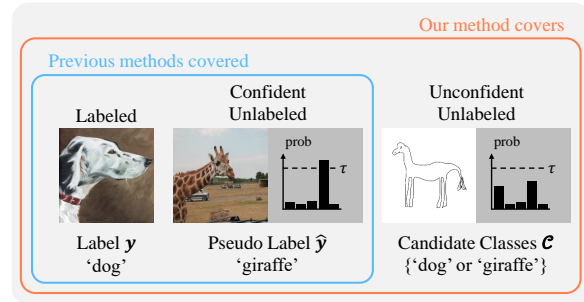 Our method covers
Previous methods covered
Labeled
Confident
Unlabeled
Unconfident
Unlabeled
prob
τ
prob
τ
Label y
'dog'
Pseudo Label ŷ
'giraffe'
Candidate Classes 𝓒
{'dog' or 'giraffe'}